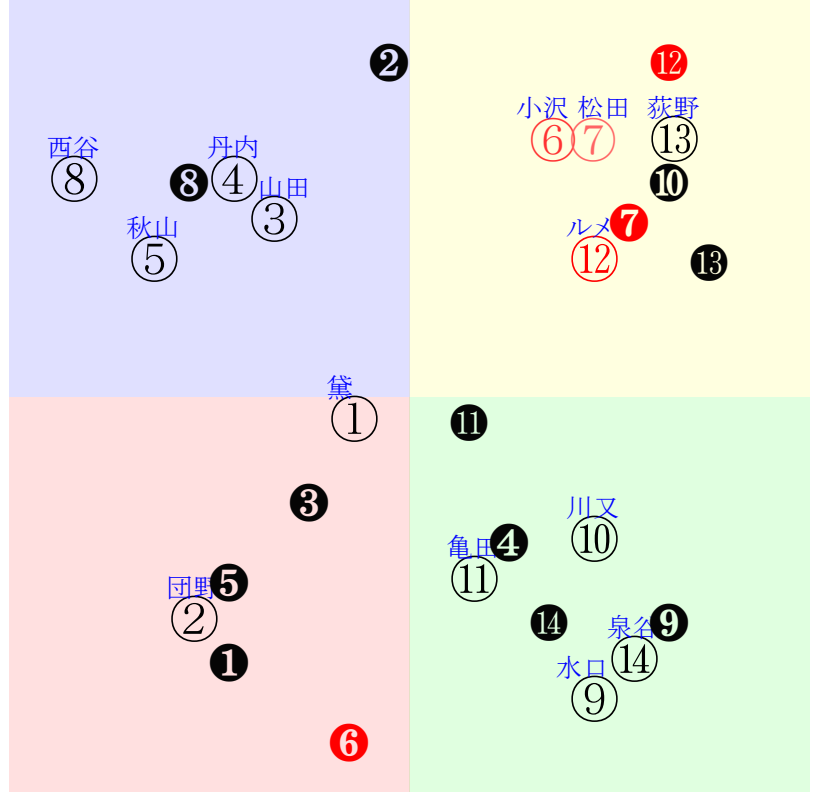 ❷
⓬
小沢 松田 荻野
⑥⑦ ⑬
西谷 丹内
⑧ ❽ ④ ❿
山田
③
秋山 ルメ ❼
⑤ ⑫ ⓭
黛
① ⓫
❸
川又
亀田 ❹ ⑩
⑪
団野 ❺
② ⓮ 泉谷 ❾
❶ 水口 ⑭
⑨
❻